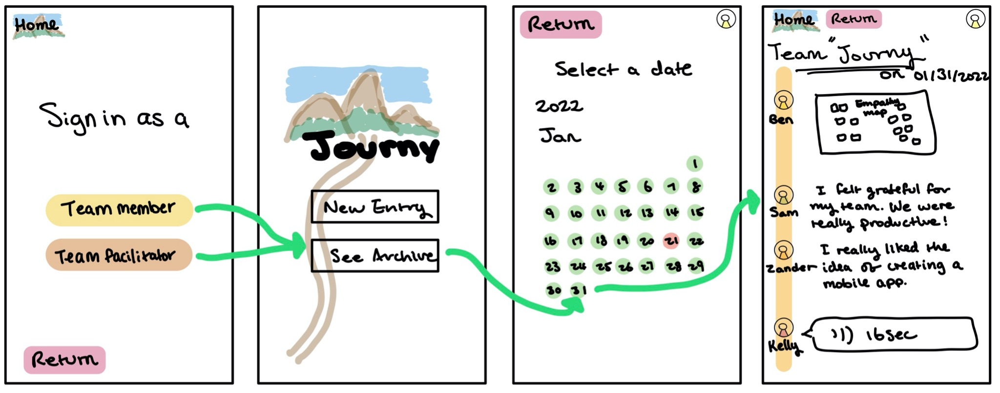 Home
Sign in as a
Team member
Team facilitator
Return
Journy
New Entry
See Archive
Return
Select a date
2022
Jan
1
2 3 4 5 6 7 8
9 10 11 12 13 14 15
16 17 18 19 20 21 22
23 24 25 26 27 28 29
30 31
Home Return
Team "Journy"
on 01/31/2022
Ben
Empathy
map
Sam
I felt grateful for
my team. We were
really productive!
Zander
I really liked the
idea of creating a
mobile app.
Kelly
16sec